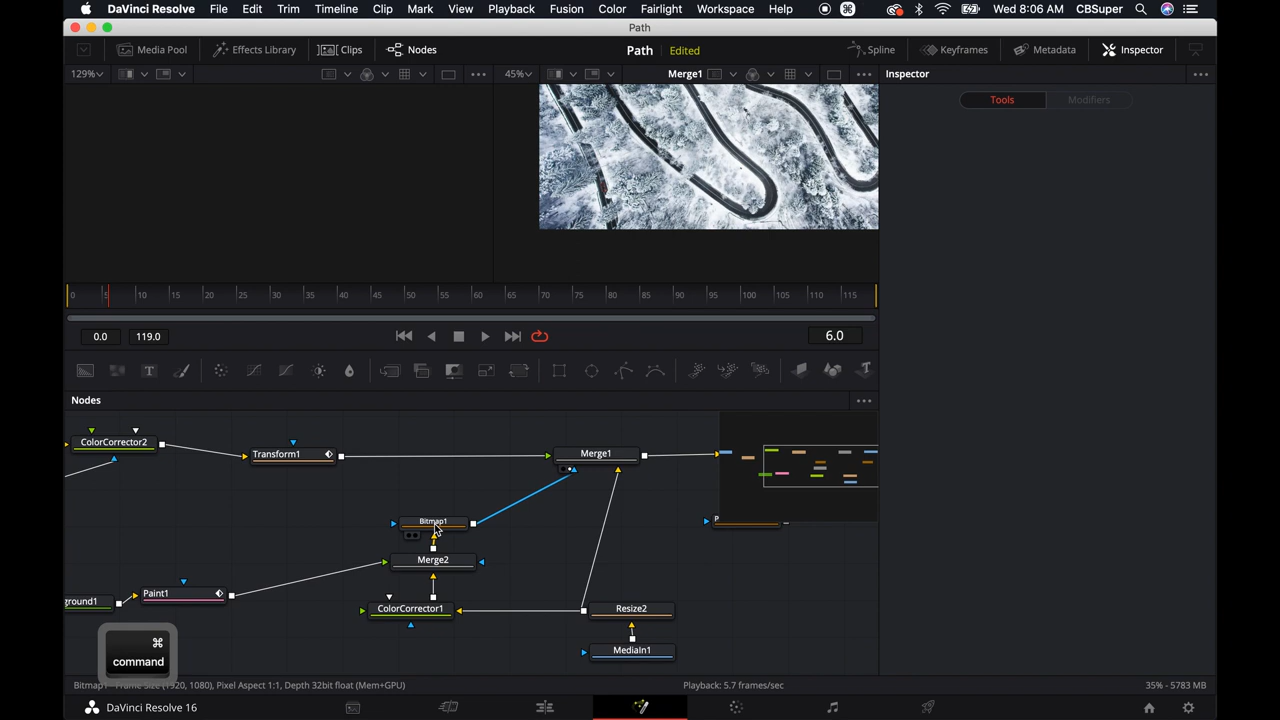 DaVinci Resolve File Edit Trim Timeline Clip Mark View Playback Fusion Color Fairlight Workspace Help Wed 8:06 AM CBSuper
Path
Media Pool Effects Library Clips Nodes Path Edited Spline Keyframes Metadata Inspector
129% 45% Merge1 Inspector
Tools Modifiers
0 5 10 15 20 25 30 35 40 45 50 55 60 65 70 75 80 85 90 95 100 105 110 115
0.0 119.0 6.0
Nodes
ColorCorrector2
Transform1
Merge1
Bitmap1
Merge2
Paint1
ground1
ColorCorrector1
Resize2
MediaIn1
⌘
command
Bitmap1 - Frame Size (1920, 1080), Pixel Aspect 1:1, Depth 32bit float (Mem+GPU) Playback: 5.7 frames/sec 35% - 5783 MB
DaVinci Resolve 16